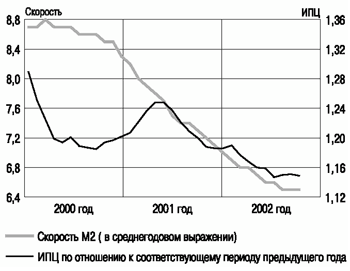 Скорость ИПЦ
8,8 1,36
8,4 1,32
8,0 1,28
7,6 1,24
7,2 1,20
6,8 1,16
6,4 1,12
2000 год 2001 год 2002 год
Скорость М2 ( в среднегодовом выражении)
ИПЦ по отношению к соответствующему периоду предыдущего года